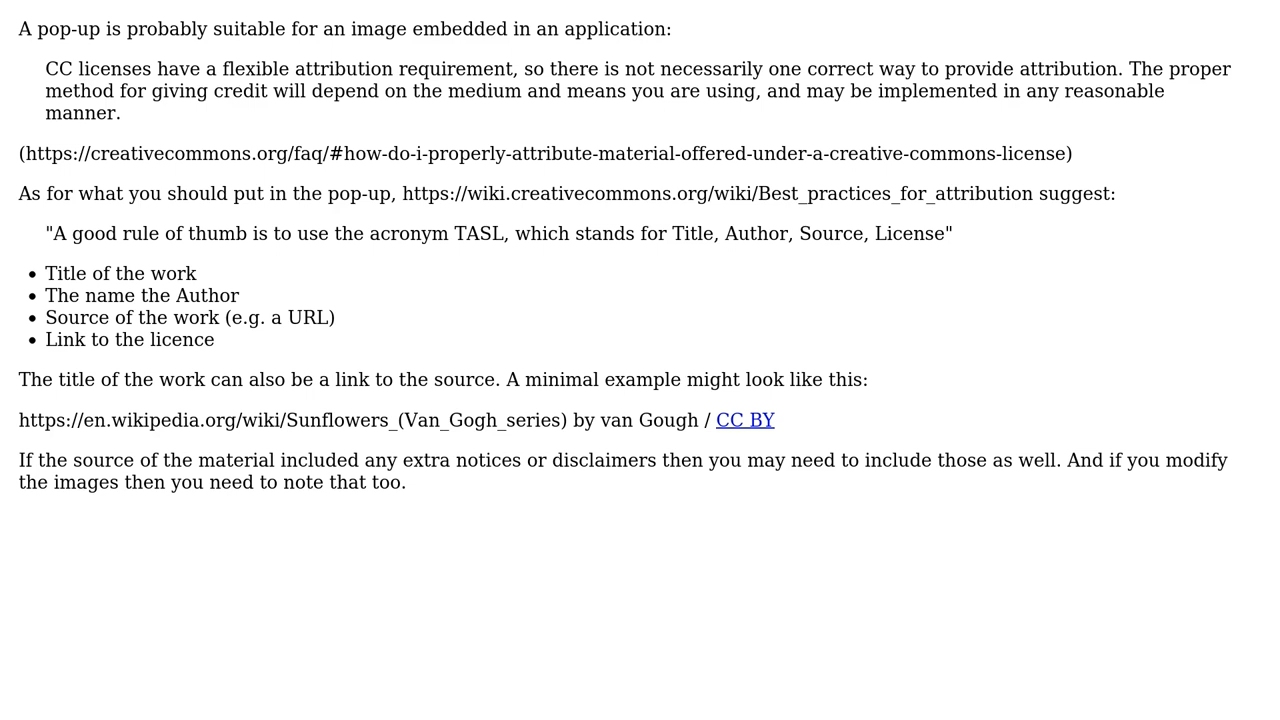 A pop-up is probably suitable for an image embedded in an application:
CC licenses have a flexible attribution requirement, so there is not necessarily one correct way to provide attribution. The proper
method for giving credit will depend on the medium and means you are using, and may be implemented in any reasonable
manner.
(https://creativecommons.org/faq/#how-do-i-properly-attribute-material-offered-under-a-creative-commons-license)
As for what you should put in the pop-up, https://wiki.creativecommons.org/wiki/Best_practices_for_attribution suggest:
"A good rule of thumb is to use the acronym TASL, which stands for Title, Author, Source, License"
• Title of the work
• The name the Author
• Source of the work (e.g. a URL)
• Link to the licence
The title of the work can also be a link to the source. A minimal example might look like this:
https://en.wikipedia.org/wiki/Sunflowers_(Van_Gogh_series) by van Gough / CC BY
If the source of the material included any extra notices or disclaimers then you may need to include those as well. And if you modify
the images then you need to note that too.